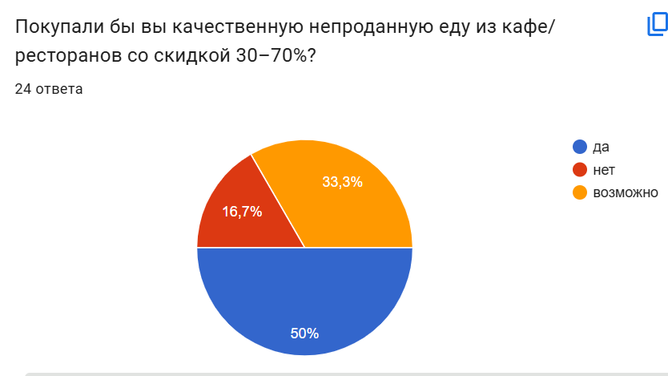 Покупали бы вы качественную непроданную еду из кафе/
ресторанов со скидкой 30–70%?
24 ответа
да
нет
возможно
33,3%
16,7%
50%